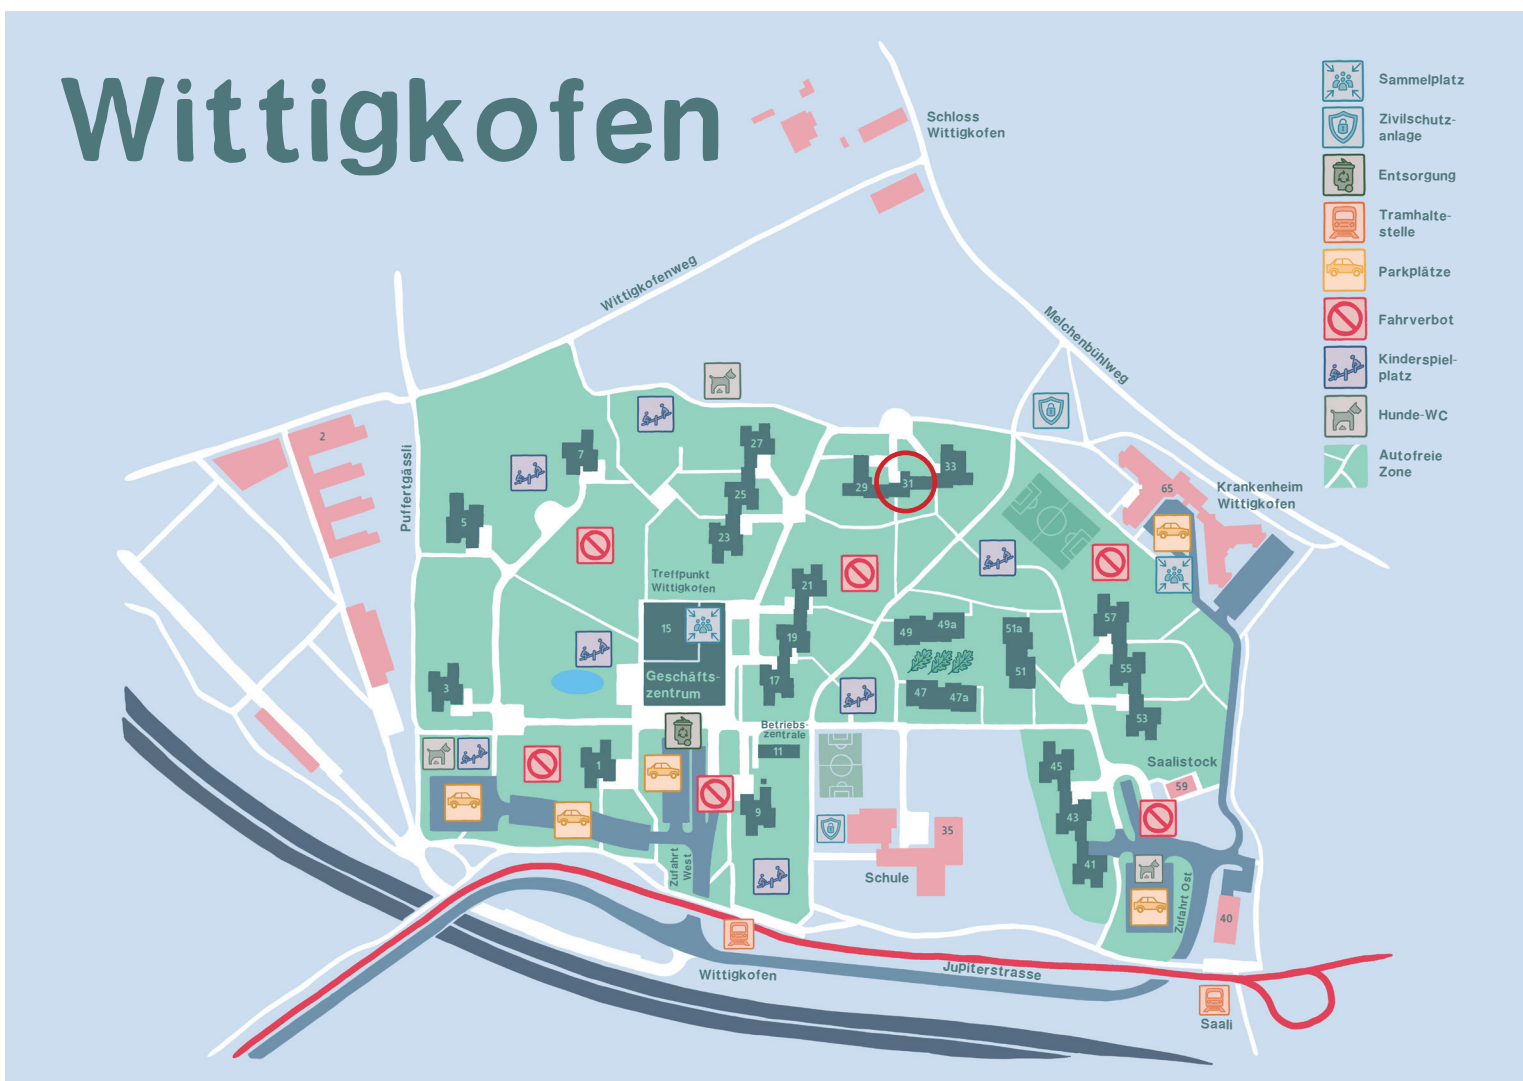 Wittigkofen
Schloss
Wittigkofen
Sammelplatz
Zivilschutz-
anlage
Entsorgung
Tramhalte-
stelle
Parkplätze
Fahrverbot
Kinderspiel-
platz
Hunde-WC
Autofreie
Zone
Wittigkofenweg
Melchenbühlweg
Puffertgässli
2
7
5
27
25
23
29
31
33
65
Krankenheim
Wittigkofen
Treffpunkt
Wittigkofen
15
Geschäfts-
zentrum
21
19
17
49
49a
51a
51
47
47a
57
55
53
3
1
Betriebs-
zentrale
11
9
45
43
41
Saalistock
59
35
Schule
Zufahrt
West
Zufahrt Ost
40
Wittigkofen
Jupiterstrasse
Saali